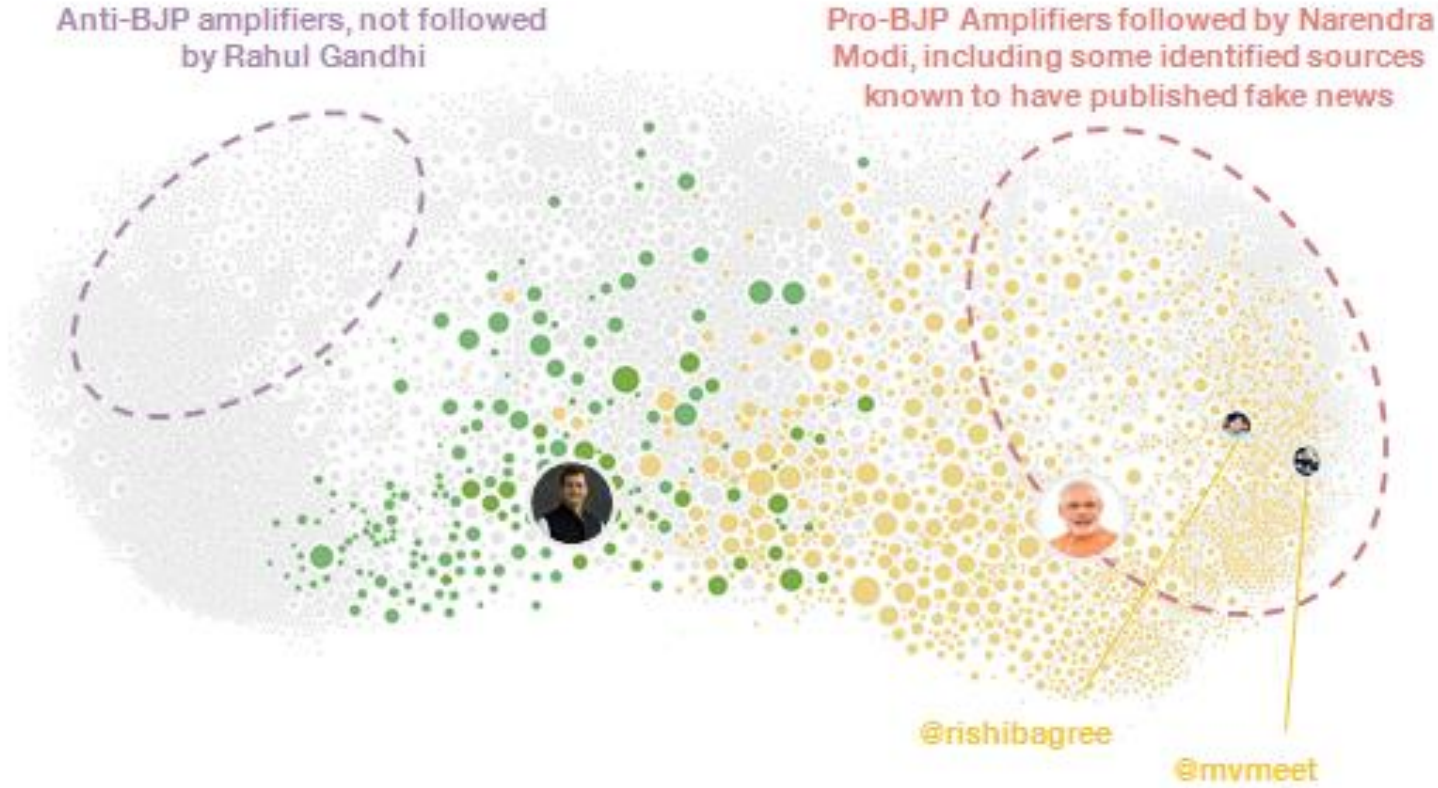 Anti-BJP amplifiers, not followed
by Rahul Gandhi
Pro-BJP Amplifiers followed by Narendra
Modi, including some identified sources
known to have published fake news
@rishibagree
@mvmeet